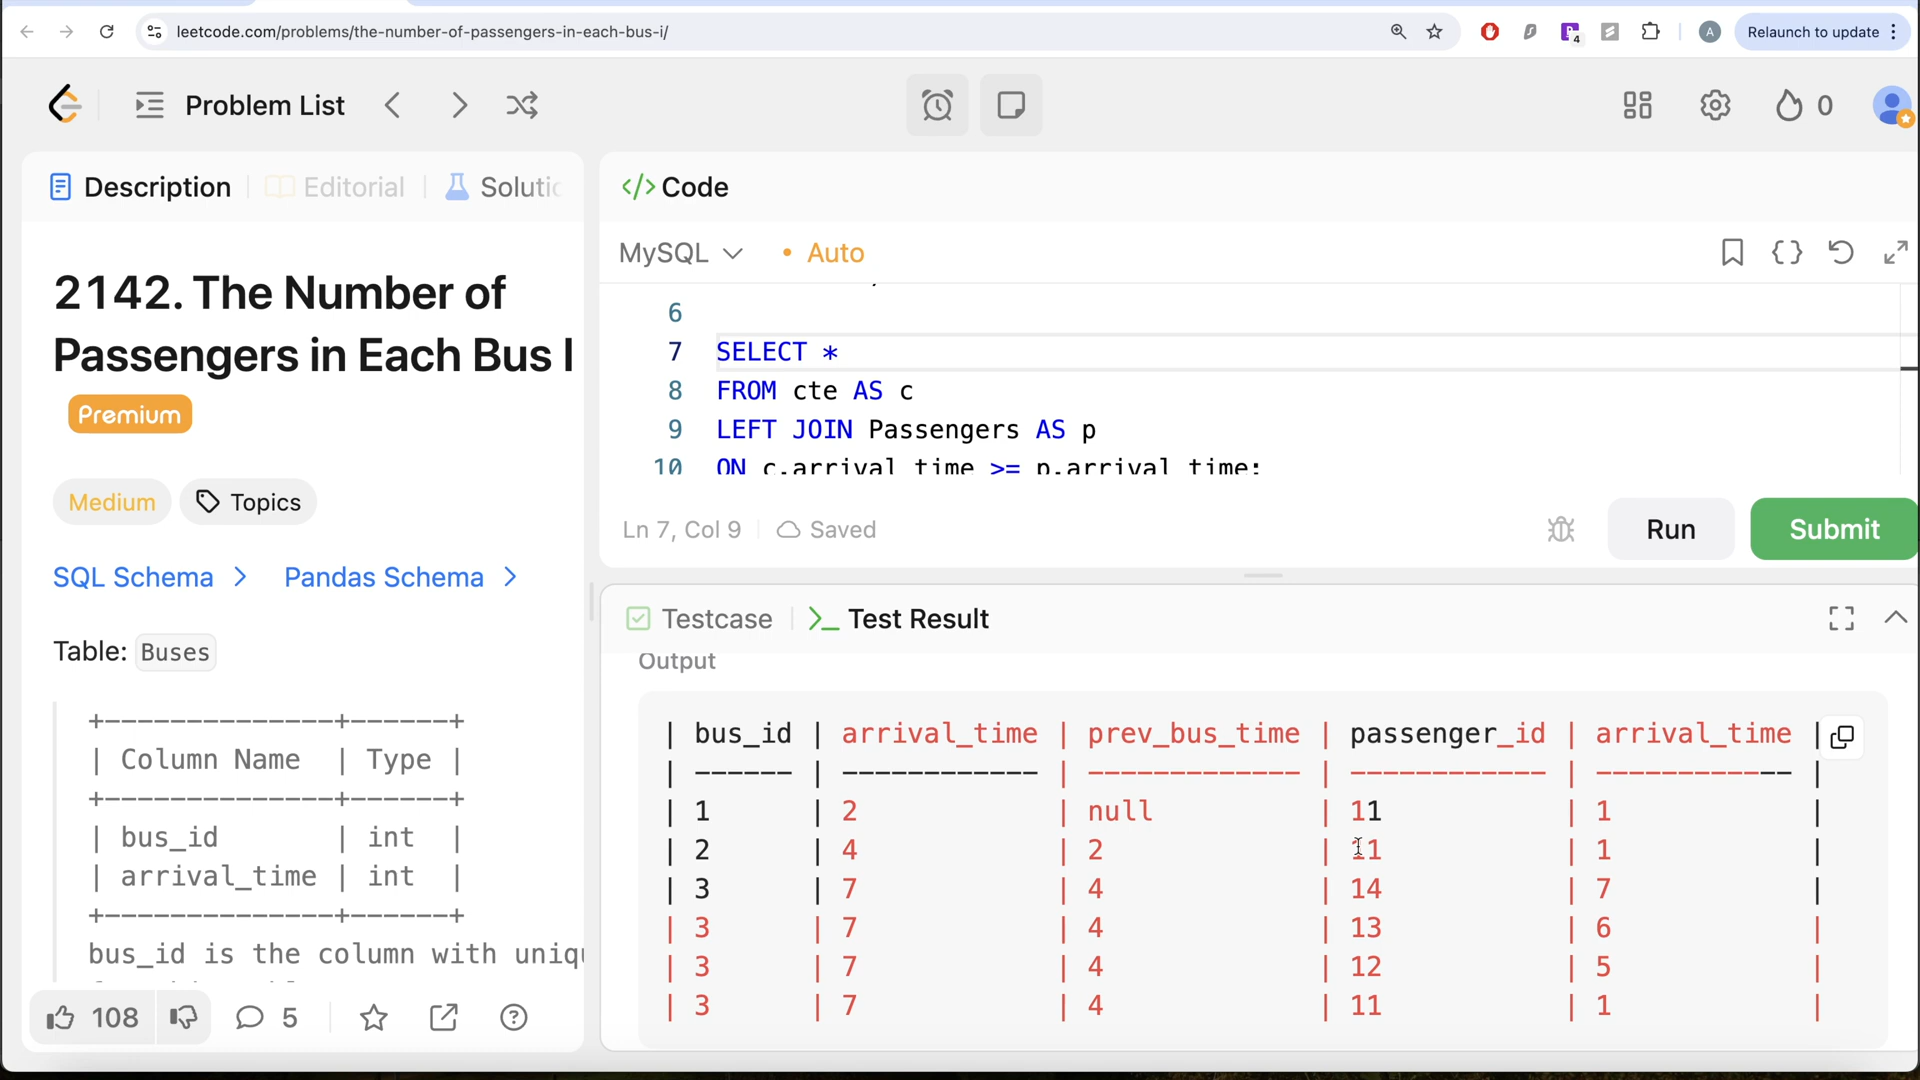 leetcode.com/problems/the-number-of-passengers-in-each-bus-i/
4
A
Relaunch to update
Problem List
0
Description
Editorial
Solutic
</> Code
MySQL
• Auto
2142. The Number of
Passengers in Each Bus I
Premium
Medium
Topics
SQL Schema >
Pandas Schema >
Table: Buses
+--------------+------+
| Column Name | Type |
+--------------+------+
| bus_id | int |
| arrival_time | int |
+--------------+------+
bus_id is the column with uniqu
108
5
6
7 SELECT *
8 FROM cte AS c
9 LEFT JOIN Passengers AS p
10 ON c.arrival_time >= p.arrival_time;
Ln 7, Col 9
Saved
Run
Submit
Testcase
>_ Test Result
Output
| bus_id | arrival_time | prev_bus_time | passenger_id | arrival_time |
| ------ | ------------ | ------------- | ------------ | ------------ |
| 1 | 2 | null | 11 | 1 |
| 2 | 4 | 2 | 11 | 1 |
| 3 | 7 | 4 | 14 | 7 |
| 3 | 7 | 4 | 13 | 6 |
| 3 | 7 | 4 | 12 | 5 |
| 3 | 7 | 4 | 11 | 1 |